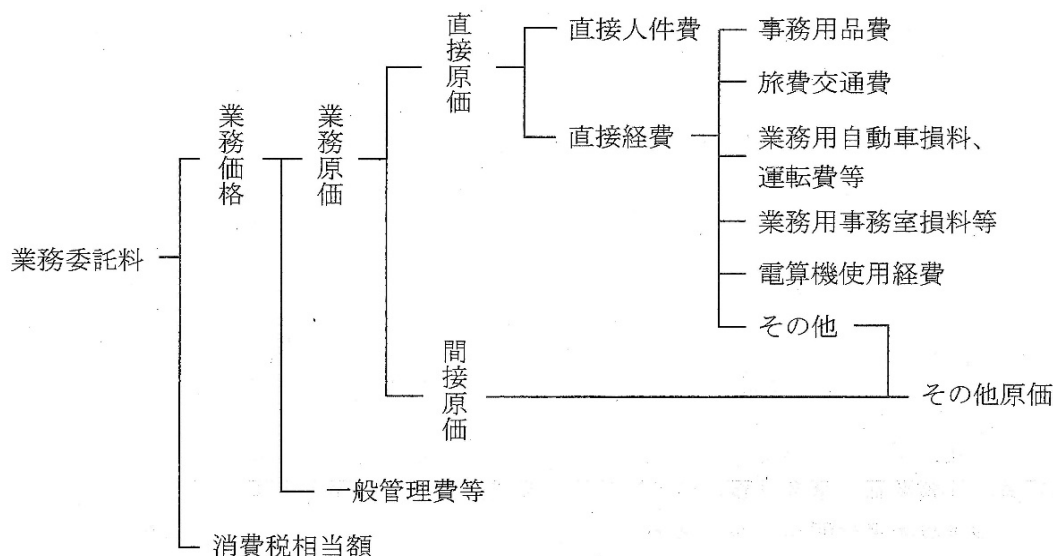 業務委託料
業務価格
消費税相当額
業務原価
一般管理費等
直接原価
間接原価
直接人件費
直接経費
事務用品費
旅費交通費
業務用自動車損料、
運転費等
業務用事務室損料等
電算機使用経費
その他
その他原価